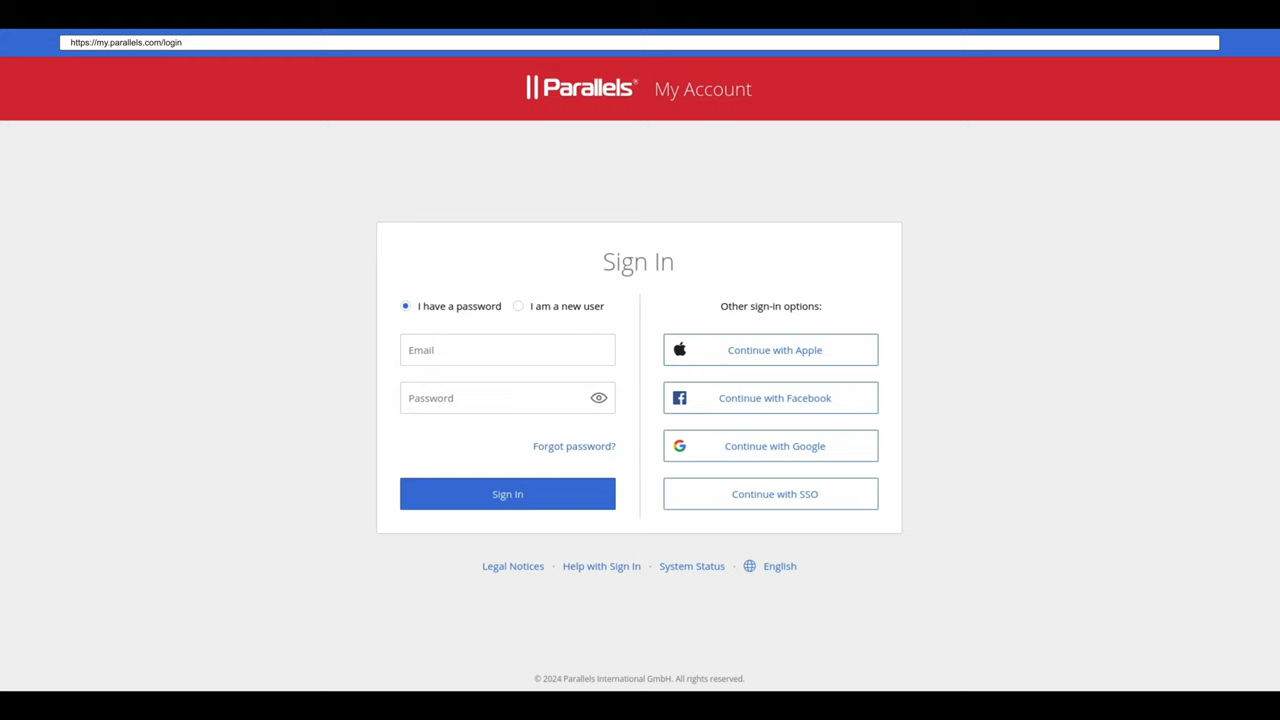 https://my.parallels.com/login
Parallels® My Account
Sign In
I have a password I am a new user
Email
Password
Forgot password?
Sign In
Other sign-in options:
Continue with Apple
Continue with Facebook
Continue with Google
Continue with SSO
Legal Notices · Help with Sign In · System Status · English
© 2024 Parallels International GmbH. All rights reserved.